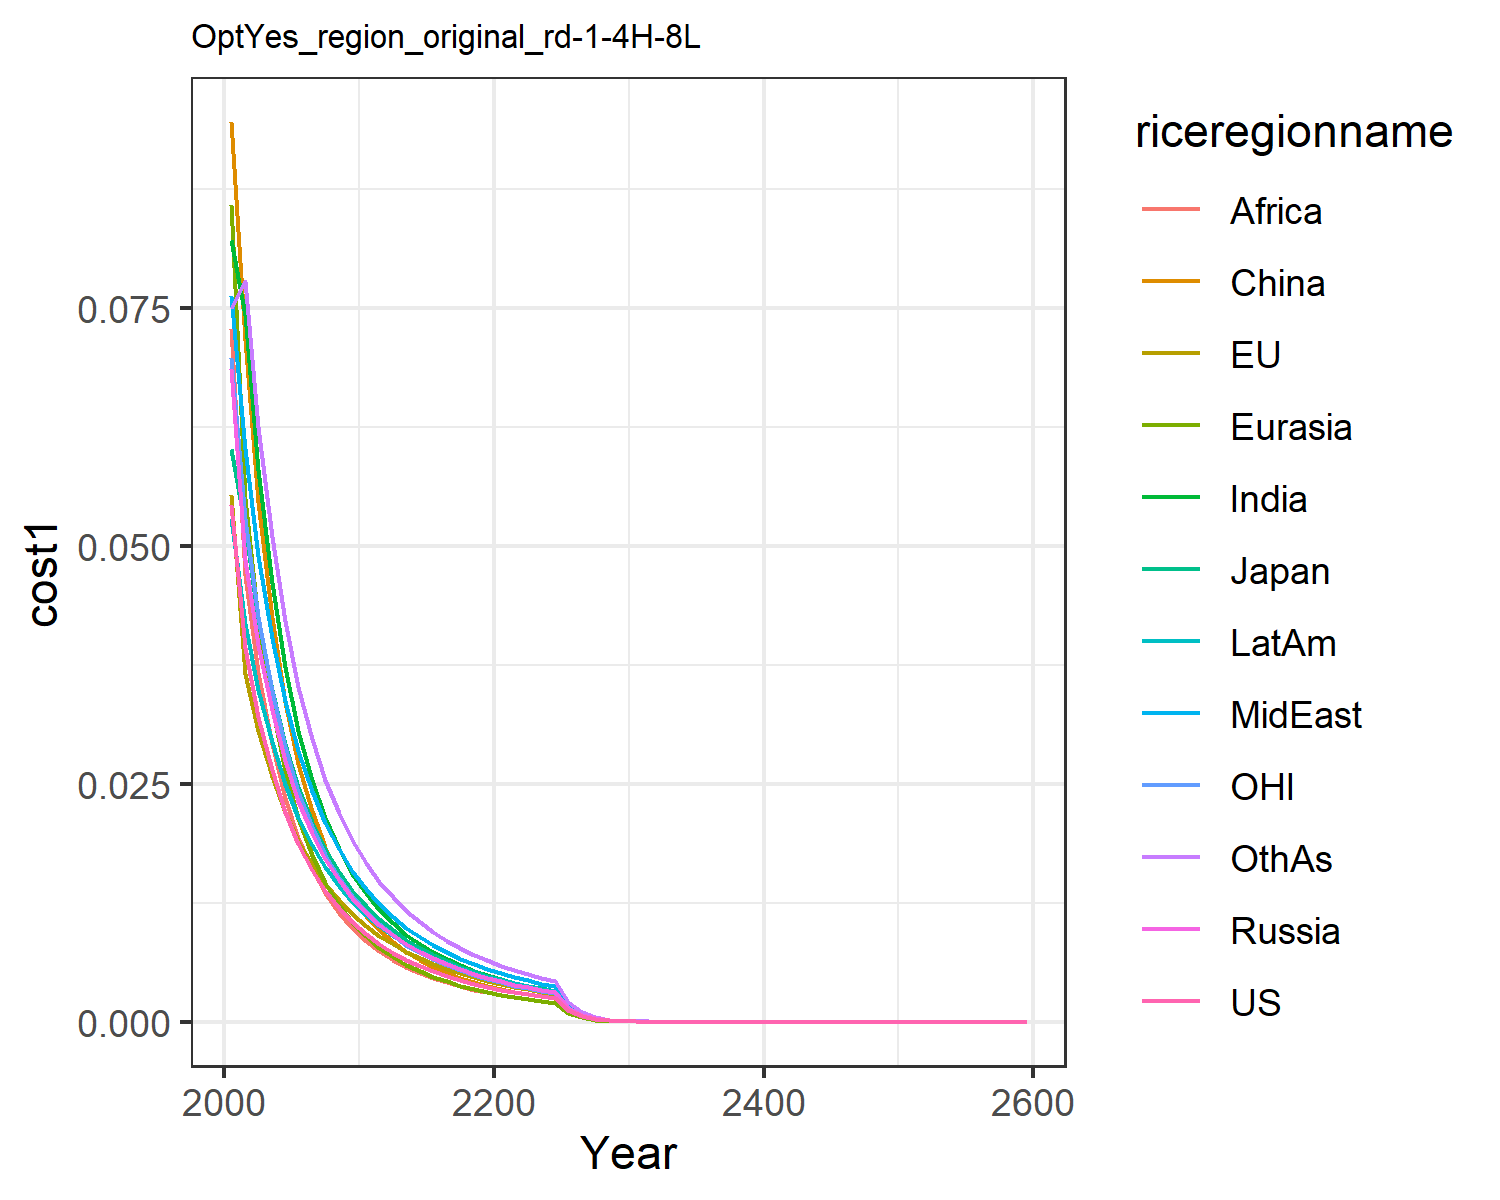 OptYes_region_original_rd-1-4H-8L
cost1
0.075
0.050
0.025
0.000
2000
2200
2400
2600
Year
riceregionname
Africa
China
EU
Eurasia
India
Japan
LatAm
MidEast
OHI
OthAs
Russia
US